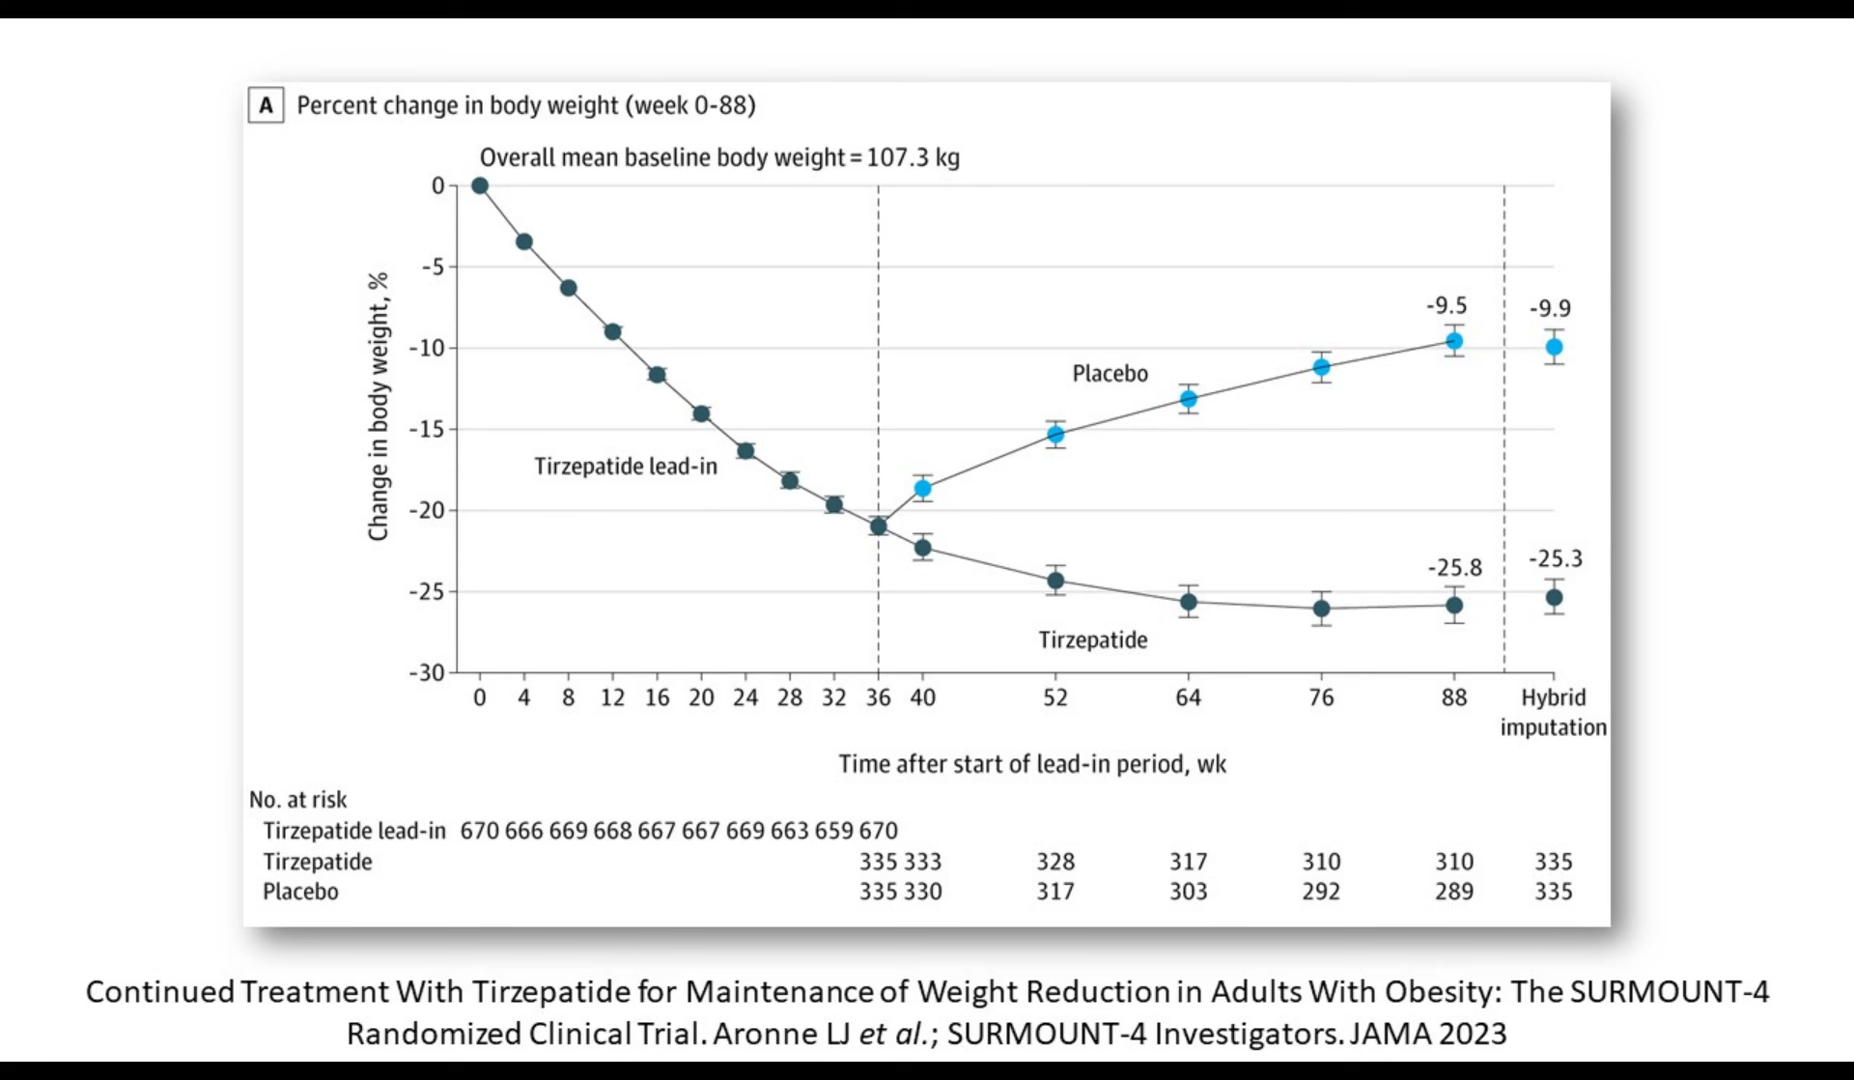 A Percent change in body weight (week 0-88)
Overall mean baseline body weight = 107.3 kg
0
-5
-10
-15
-20
-25
-30
Change in body weight, %
Tirzepatide lead-in
Placebo
Tirzepatide
-9.5
-9.9
-25.8
-25.3
0 4 8 12 16 20 24 28 32 36 40 52 64 76 88 Hybrid
imputation
Time after start of lead-in period, wk
No. at risk
Tirzepatide lead-in 670 666 669 668 667 667 669 663 659 670
Tirzepatide 335 333 328 317 310 310 335
Placebo 335 330 317 303 292 289 335
Continued Treatment With Tirzepatide for Maintenance of Weight Reduction in Adults With Obesity: The SURMOUNT-4
Randomized Clinical Trial. Aronne LJ et al.; SURMOUNT-4 Investigators. JAMA 2023